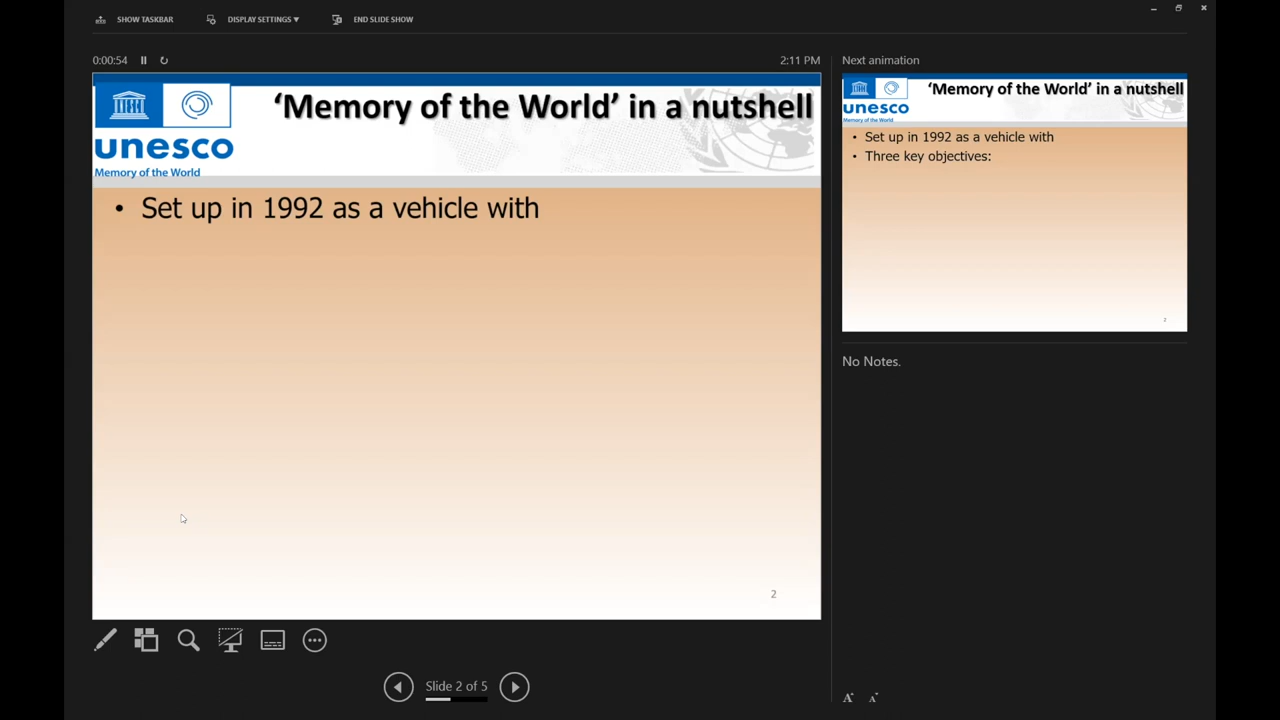 SHOW TASKBAR
DISPLAY SETTINGS ▼
END SLIDE SHOW
0:00:54
2:11 PM
unesco
Memory of the World
‘Memory of the World’ in a nutshell
• Set up in 1992 as a vehicle with
2
Slide 2 of 5
Next animation
unesco
Memory of the World
‘Memory of the World’ in a nutshell
• Set up in 1992 as a vehicle with
• Three key objectives:
2
No Notes.
A
A